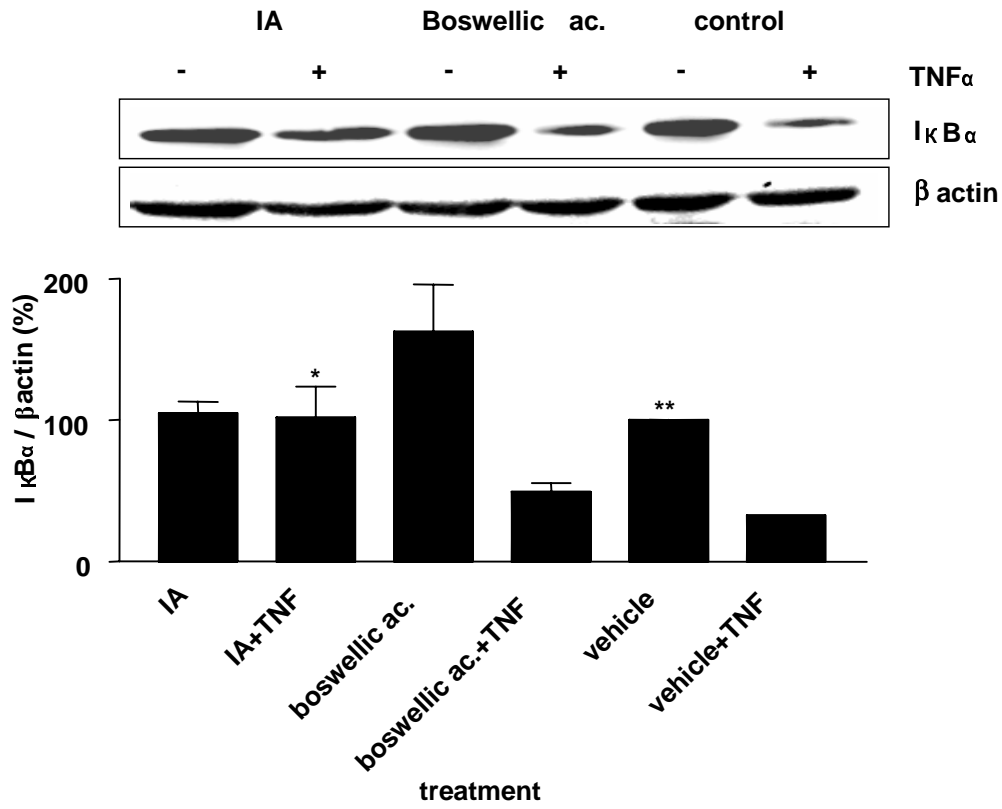 IA Boswellic ac. control
- + - + - + TNFα
IκBα
β actin
200
100
0
IκBα / βactin (%)
*
**
IA
IA+TNF
boswellic ac.
boswellic ac.+TNF
vehicle
vehicle+TNF
treatment